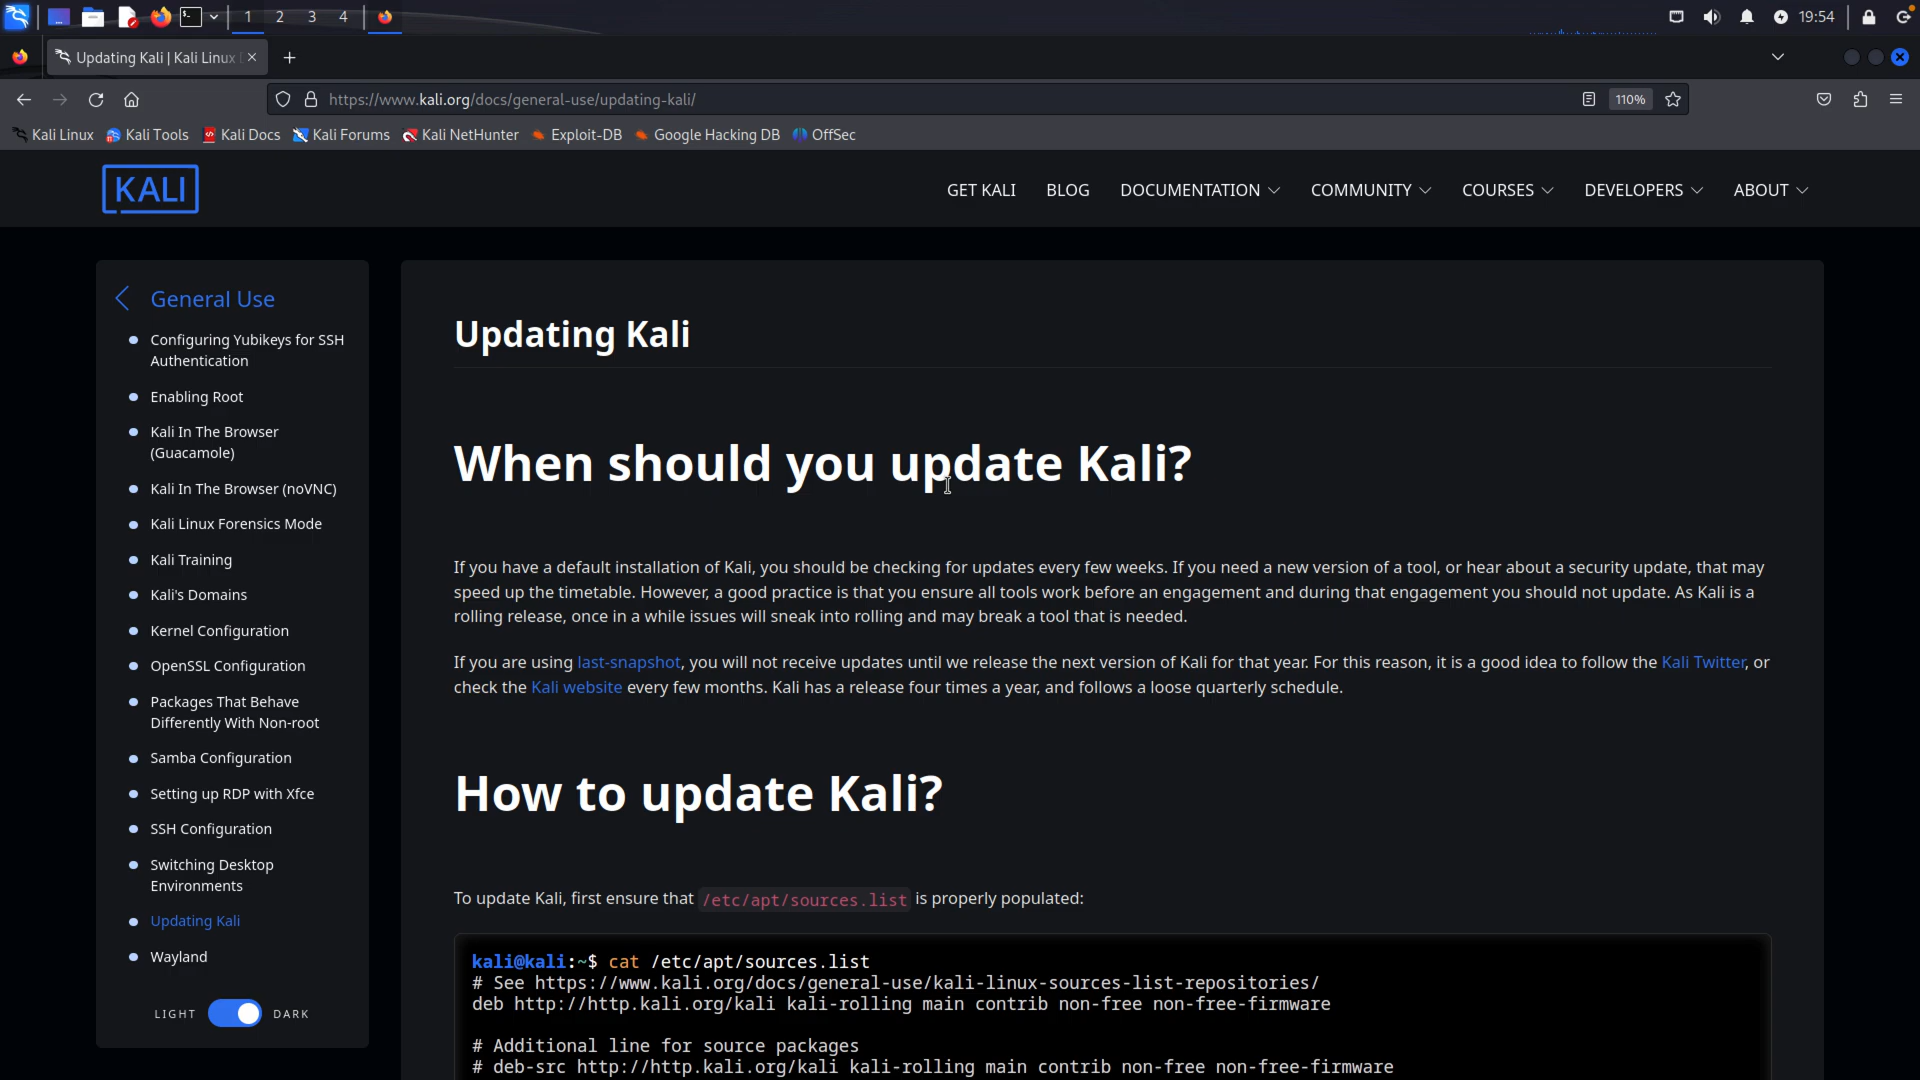 1 2 3 4
19:54
Updating Kali | Kali Linux
https://www.kali.org/docs/general-use/updating-kali/
110%
Kali Linux Kali Tools Kali Docs Kali Forums Kali NetHunter Exploit-DB Google Hacking DB OffSec
KALI
GET KALI BLOG DOCUMENTATION COMMUNITY COURSES DEVELOPERS ABOUT
General Use
Configuring Yubikeys for SSH
Authentication
Enabling Root
Kali In The Browser
(Guacamole)
Kali In The Browser (noVNC)
Kali Linux Forensics Mode
Kali Training
Kali's Domains
Kernel Configuration
OpenSSL Configuration
Packages That Behave
Differently With Non-root
Samba Configuration
Setting up RDP with Xfce
SSH Configuration
Switching Desktop
Environments
Updating Kali
Wayland
LIGHT DARK
Updating Kali
When should you update Kali?
If you have a default installation of Kali, you should be checking for updates every few weeks. If you need a new version of a tool, or hear about a security update, that may
speed up the timetable. However, a good practice is that you ensure all tools work before an engagement and during that engagement you should not update. As Kali is a
rolling release, once in a while issues will sneak into rolling and may break a tool that is needed.
If you are using last-snapshot, you will not receive updates until we release the next version of Kali for that year. For this reason, it is a good idea to follow the Kali Twitter, or
check the Kali website every few months. Kali has a release four times a year, and follows a loose quarterly schedule.
How to update Kali?
To update Kali, first ensure that /etc/apt/sources.list is properly populated:
kali@kali:~$ cat /etc/apt/sources.list
# See https://www.kali.org/docs/general-use/kali-linux-sources-list-repositories/
deb http://http.kali.org/kali kali-rolling main contrib non-free non-free-firmware
# Additional line for source packages
# deb-src http://http.kali.org/kali kali-rolling main contrib non-free non-free-firmware